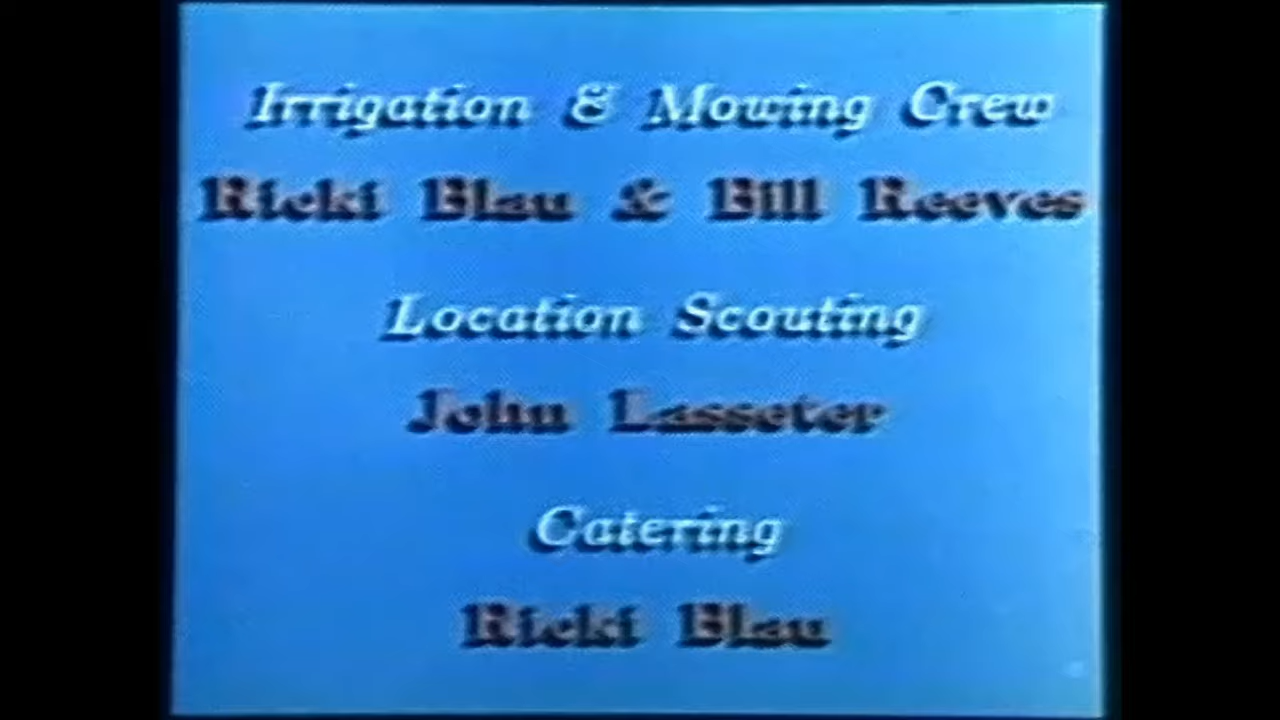 Irrigation & Mowing Crew
Ricki Blau & Bill Reeves
Location Scouting
John Lasseter
Catering
Ricki Blau